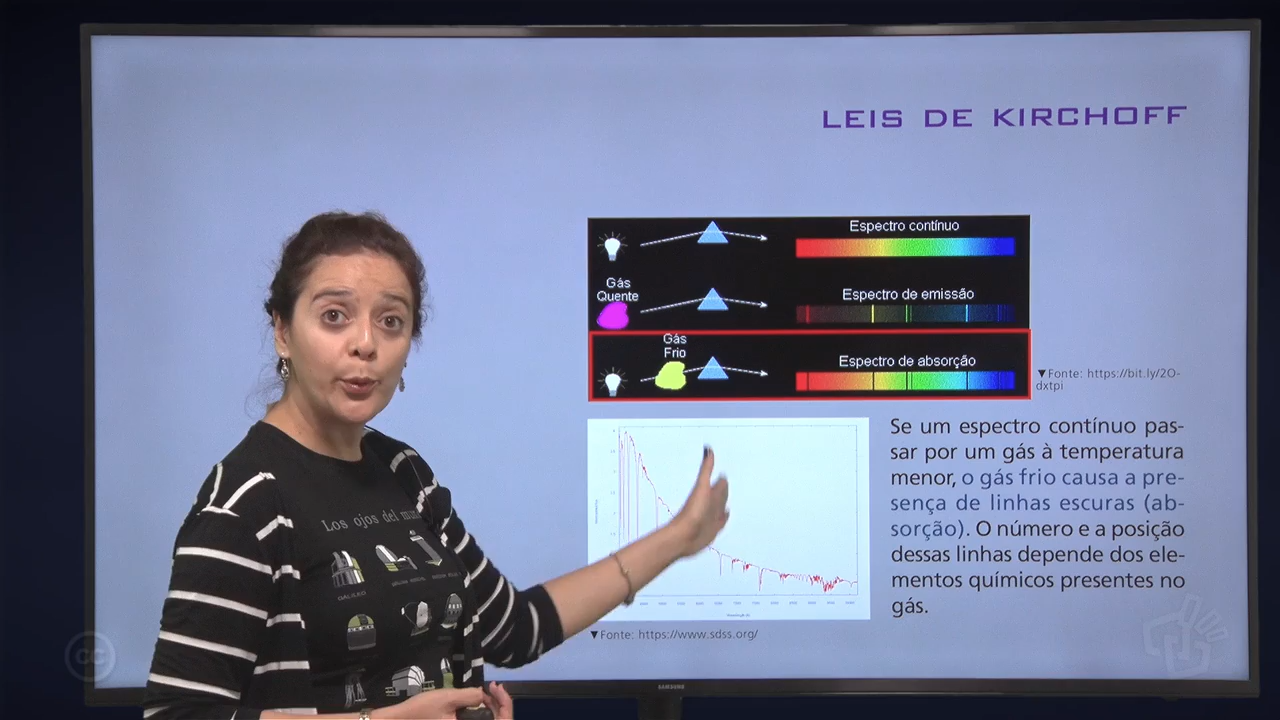 LEIS DE KIRCHOFF
Espectro contínuo
Gás
Quente
Espectro de emissão
Gás
Frio
Espectro de absorção
▼Fonte: https://bit.ly/2O-
dxtpi
Se um espectro contínuo pas-
sar por um gás à temperatura
menor, o gás frio causa a pre-
sença de linhas escuras (ab-
sorção). O número e a posição
dessas linhas depende dos ele-
mentos químicos presentes no
gás.
▼Fonte: https://www.sdss.org/
Los ojos del mun
GALILEO
SAMSUNG
cc